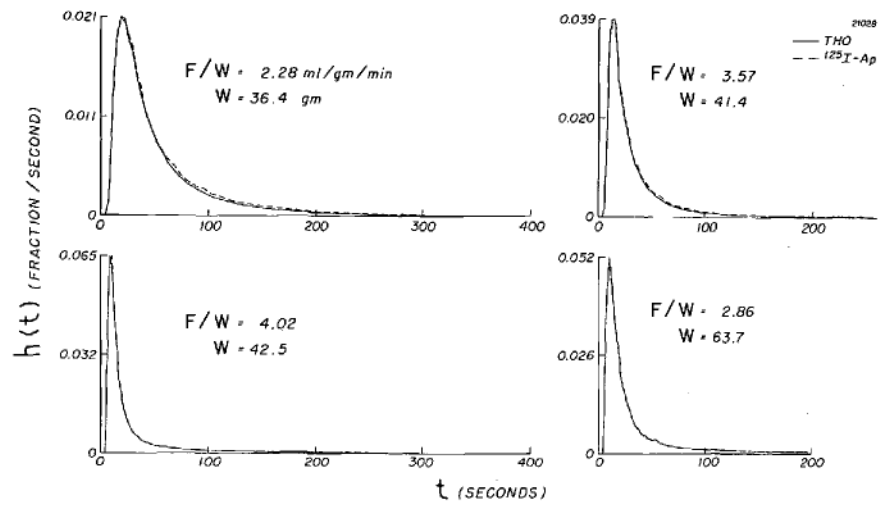 h(t) (FRACTION/SECOND)
0.021
0.011
0
F/W = 2.28 ml/gm/min
W = 36.4 gm
0 100 200 300 400
0.039
0.020
0
21028
THO
125I-Ap
F/W = 3.57
W = 41.4
0 100 200
0.065
0.032
0
F/W = 4.02
W = 42.5
0 100 200 300 400
0.052
0.026
0
F/W = 2.86
W = 63.7
0 100 200
t (SECONDS)